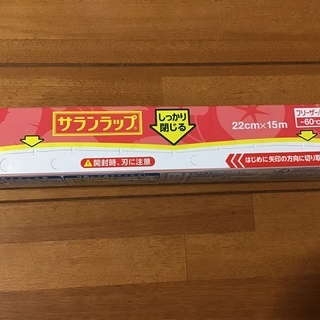 サランラップ®
しっかり
閉じる
22cm×15m
フリーザー
-60℃
開封時、刃に注意
はじめに矢印の方向に切り取